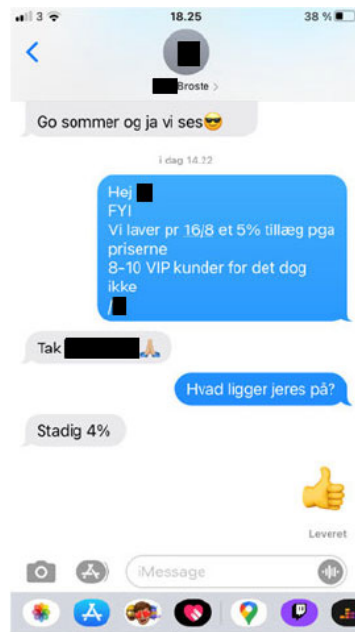 3
18.25
38 %
Broste >
Go sommer og ja vi ses😎
i dag 14.22
Hej
FYI
Vi laver pr 16/8 et 5% tillæg pga
priserne
8-10 VIP kunder for det dog
ikke
/
Tak 🙏🏼
Hvad ligger jeres på?
Stadig 4%
👍
Leveret
iMessage